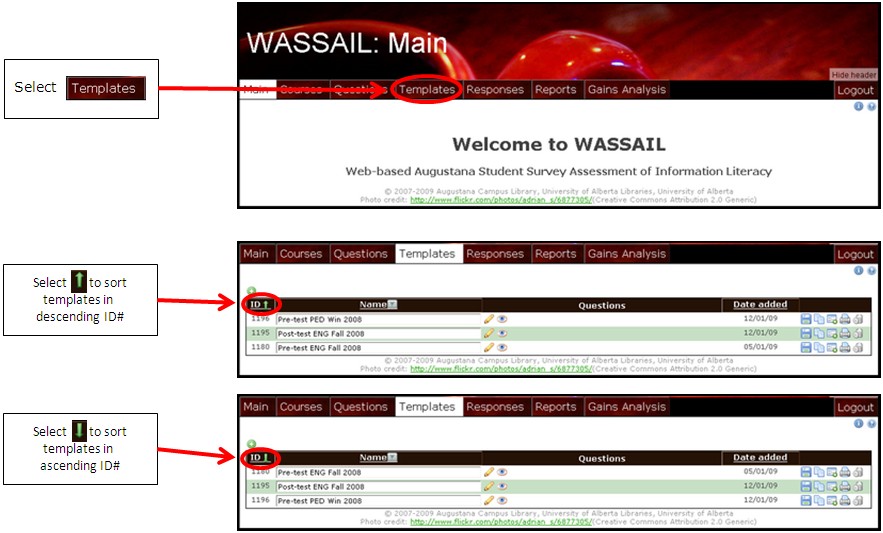 WASSAIL: Main
Hide header
Select Templates
Main Courses Questions Templates Responses Reports Gains Analysis Logout
Welcome to WASSAIL
Web-based Augustana Student Survey Assessment of Information Literacy
© 2007-2009 Augustana Campus Library, University of Alberta Libraries, University of Alberta
Photo credit: http://www.flickr.com/photos/adrian_s/6877305/(Creative Commons Attribution 2.0 Generic)
Select ↑ to sort
templates in
descending ID#
Main Courses Questions Templates Responses Reports Gains Analysis Logout
ID↑ Name Questions Date added
1196 Pre-test PED Win 2008 12/01/09
1195 Post-test ENG Fall 2008 12/01/09
1180 Pre-test ENG Fall 2008 05/01/09
© 2007-2009 Augustana Campus Library, University of Alberta Libraries, University of Alberta
Photo credit: http://www.flickr.com/photos/adrian_s/6877305/(Creative Commons Attribution 2.0 Generic)
Select ↓ to sort
templates in
ascending ID#
Main Courses Questions Templates Responses Reports Gains Analysis Logout
ID↓ Name Questions Date added
1180 Pre-test ENG Fall 2008 05/01/09
1195 Post-test ENG Fall 2008 12/01/09
1196 Pre-test PED Win 2008 12/01/09
© 2007-2009 Augustana Campus Library, University of Alberta Libraries, University of Alberta
Photo credit: http://www.flickr.com/photos/adrian_s/6877305/(Creative Commons Attribution 2.0 Generic)